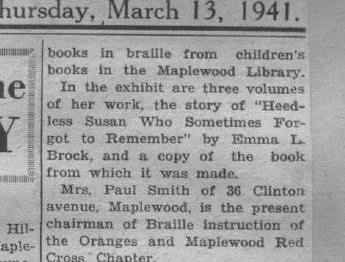 hursday, March 13, 1941.
books in braille from children's
books in the Maplewood Library.
In the exhibit are three volumes
of her work, the story of "Heed-
less Susan Who Sometimes For-
got to Remember" by Emma L.
Brock, and a copy of the book
from which it was made.
Mrs. Paul Smith of 36 Clinton
avenue, Maplewood, is the present
chairman of Braille instruction of
the Oranges and Maplewood Red
Cross Chapter.
e
Y
Hil-
aple-